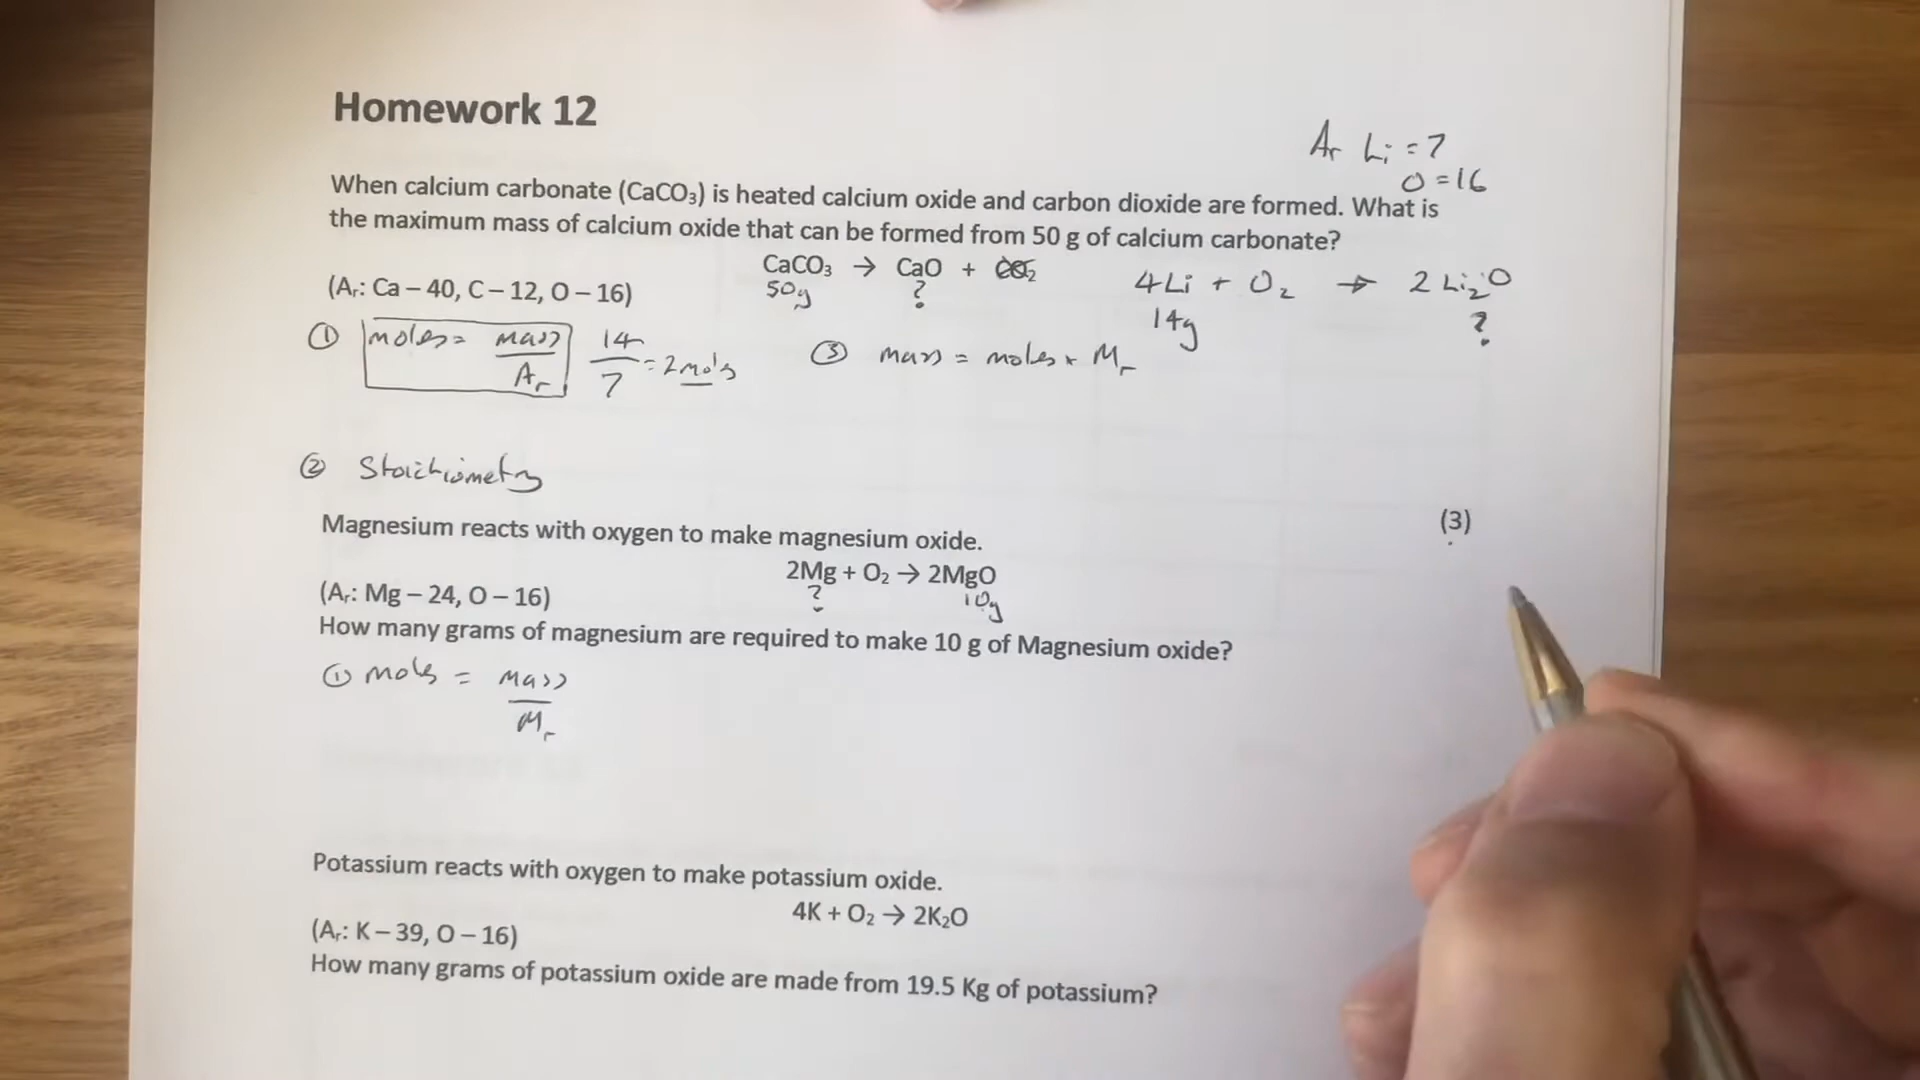 Homework 12
Ar Li = 7
O = 16
When calcium carbonate (CaCO₃) is heated calcium oxide and carbon dioxide are formed. What is
the maximum mass of calcium oxide that can be formed from 50 g of calcium carbonate?
CaCO₃ → CaO + CO₂
4Li + O₂ → 2 Li₂O
(Aᵣ: Ca – 40, C – 12, O – 16)
50g ?
14g ?
① moles = mass / Ar 14 / 7 = 2 mols ③ mass = moles × Mr
② Stoichiometry
(3)
Magnesium reacts with oxygen to make magnesium oxide.
2Mg + O₂ → 2MgO
(Aᵣ: Mg – 24, O – 16)
? 10g
How many grams of magnesium are required to make 10 g of Magnesium oxide?
① moles = mass / Mr
Potassium reacts with oxygen to make potassium oxide.
4K + O₂ → 2K₂O
(Aᵣ: K – 39, O – 16)
How many grams of potassium oxide are made from 19.5 Kg of potassium?